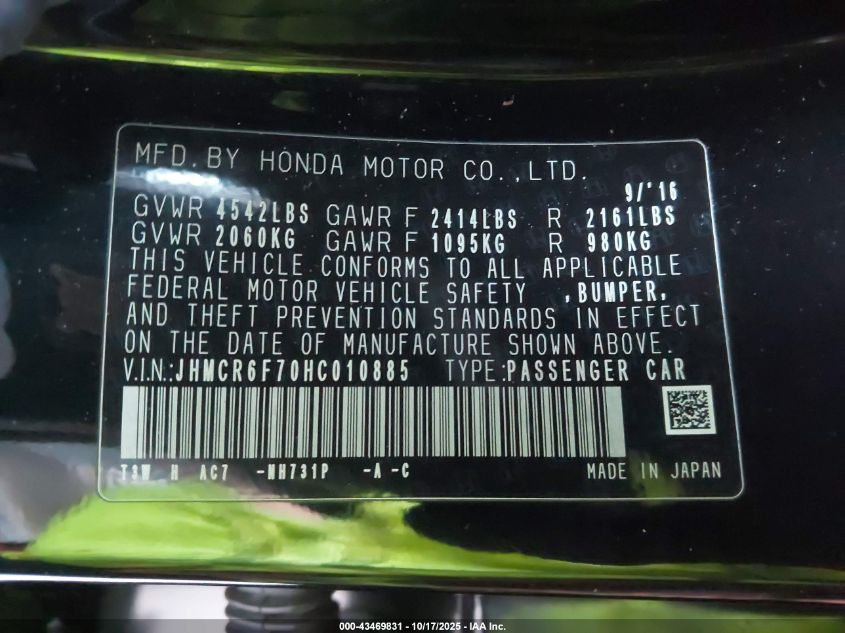 MFD. BY HONDA MOTOR CO., LTD.
9/'16
GVWR 4542LBS GAWR F 2414LBS R 2161LBS
GVWR 2060KG GAWR F 1095KG R 980KG
THIS VEHICLE CONFORMS TO ALL APPLICABLE
FEDERAL MOTOR VEHICLE SAFETY , BUMPER,
AND THEFT PREVENTION STANDARDS IN EFFECT
ON THE DATE OF MANUFACTURE SHOWN ABOVE.
V.I.N.: JHMCR6F70HC010885 TYPE: PASSENGER CAR
T3W H AC7 -NH731P -A -C MADE IN JAPAN
000-43469831 - 10/17/2025 - IAA Inc.